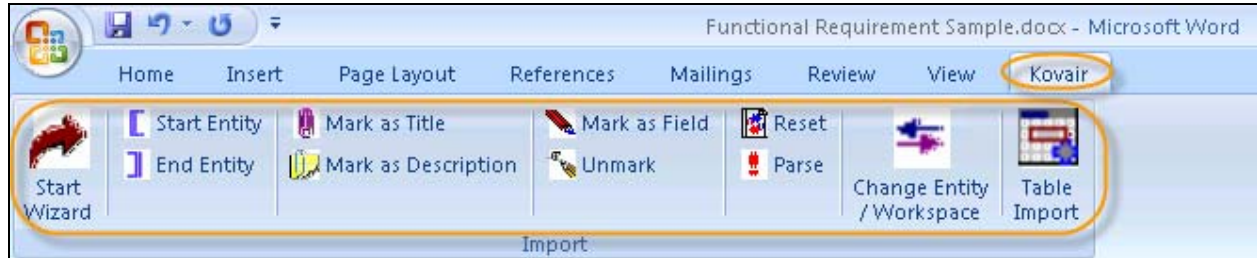 Functional Requirement Sample.docx - Microsoft Word
Home Insert Page Layout References Mailings Review View Kovair
Start Wizard
Start Entity
End Entity
Mark as Title
Mark as Description
Mark as Field
Unmark
Reset
Parse
Change Entity
/ Workspace
Table
Import
Import